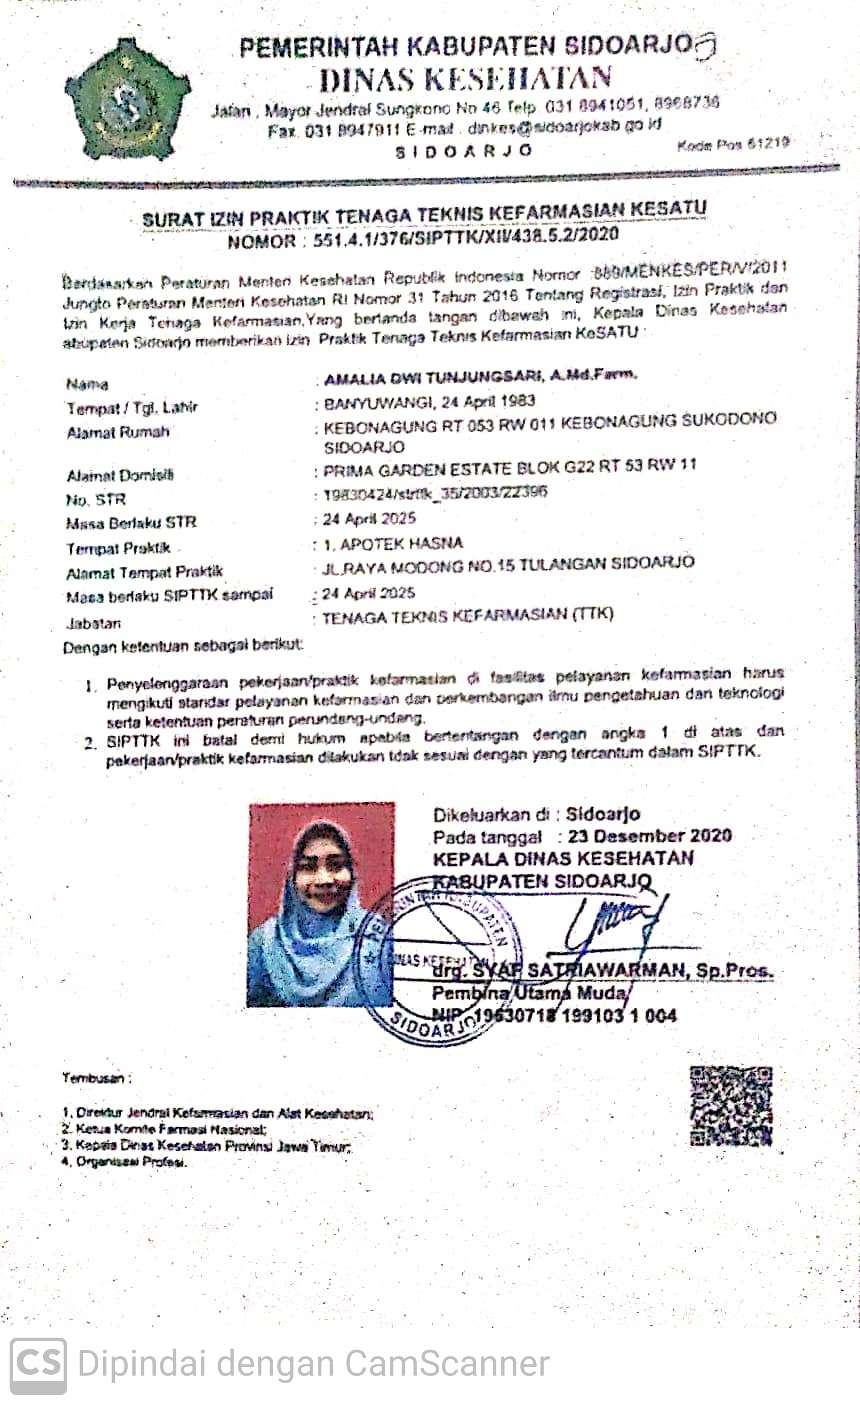 PEMERINTAH KABUPATEN SIDOARJO
DINAS KESEHATAN
Jalan . Mayor Jendral Sungkono No 46 Telp. 031 8941051, 8968736
Fax. 031 8947911 E-mail . dinkes@sidoarjokab.go.id
SIDOARJO
Kode Pos 61219
SURAT IZIN PRAKTIK TENAGA TEKNIS KEFARMASIAN KESATU
NOMOR : 551.4.1/376/SIPTTK/XII/438.5.2/2020
Berdasarkan Peraturan Menteri Kesehatan Republik Indonesia Nomor :889/MENKES/PER/V/2011
Jungto Peraturan Menteri Kesehatan RI Nomor 31 Tahun 2016 Tentang Registrasi, Izin Praktik dan
Izin Kerja Tenaga Kefarmasian,Yang bertanda tangan dibawah ini, Kepala Dinas Kesehatan
abupaten Sidoarjo memberikan izin Praktik Tenaga Teknis Kefarmasian KeSATU :
Nama : AMALIA DWI TUNJUNGSARI, A.Md.Farm.
Tempat / Tgl. Lahir : BANYUWANGI, 24 April 1983
Alamat Rumah : KEBONAGUNG RT 053 RW 011 KEBONAGUNG SUKODONO
SIDOARJO
Alamat Domisili : PRIMA GARDEN ESTATE BLOK G22 RT 53 RW 11
No. STR : 19830424/strttk_35/2003/22396
Masa Berlaku STR : 24 April 2025
Tempat Praktik : 1. APOTEK HASNA
Alamat Tempat Praktik : JL.RAYA MODONG NO.15 TULANGAN SIDOARJO
Masa berlaku SIPTTK sampai : 24 April 2025
Jabatan : TENAGA TEKNIS KEFARMASIAN (TTK)
Dengan ketentuan sebagai berikut:
1. Penyelenggaraan pekerjaan/praktik kefarmasian di fasilitas pelayanan kefarmasian harus
mengikuti standar pelayanan kefarmasian dan perkembangan ilmu pengetahuan dan teknologi
serta ketentuan peraturan perundang-undang.
2. SIPTTK ini batal demi hukum apabila bertentangan dengan angka 1 di atas dan
pekerjaan/praktik kefarmasian dilakukan tdak sesuai dengan yang tercantum dalam SIPTTK.
Dikeluarkan di : Sidoarjo
Pada tanggal : 23 Desember 2020
KEPALA DINAS KESEHATAN
KABUPATEN SIDOARJO
PEMERINTAH KABUPATEN
DINAS KESEHATAN
SIDOARJO
drg. SYAF SATRIAWARMAN, Sp.Pros.
Pembina Utama Muda
NIP. 19630718 199103 1 004
Tembusan :
1. Direktur Jendral Kefarmasian dan Alat Kesehatan;
2. Ketua Komite Farmasi Nasional;
3. Kepala Dinas Kesehatan Provinsi Jawa Timur;
4. Organisasi Profesi.
CS Dipindai dengan CamScanner